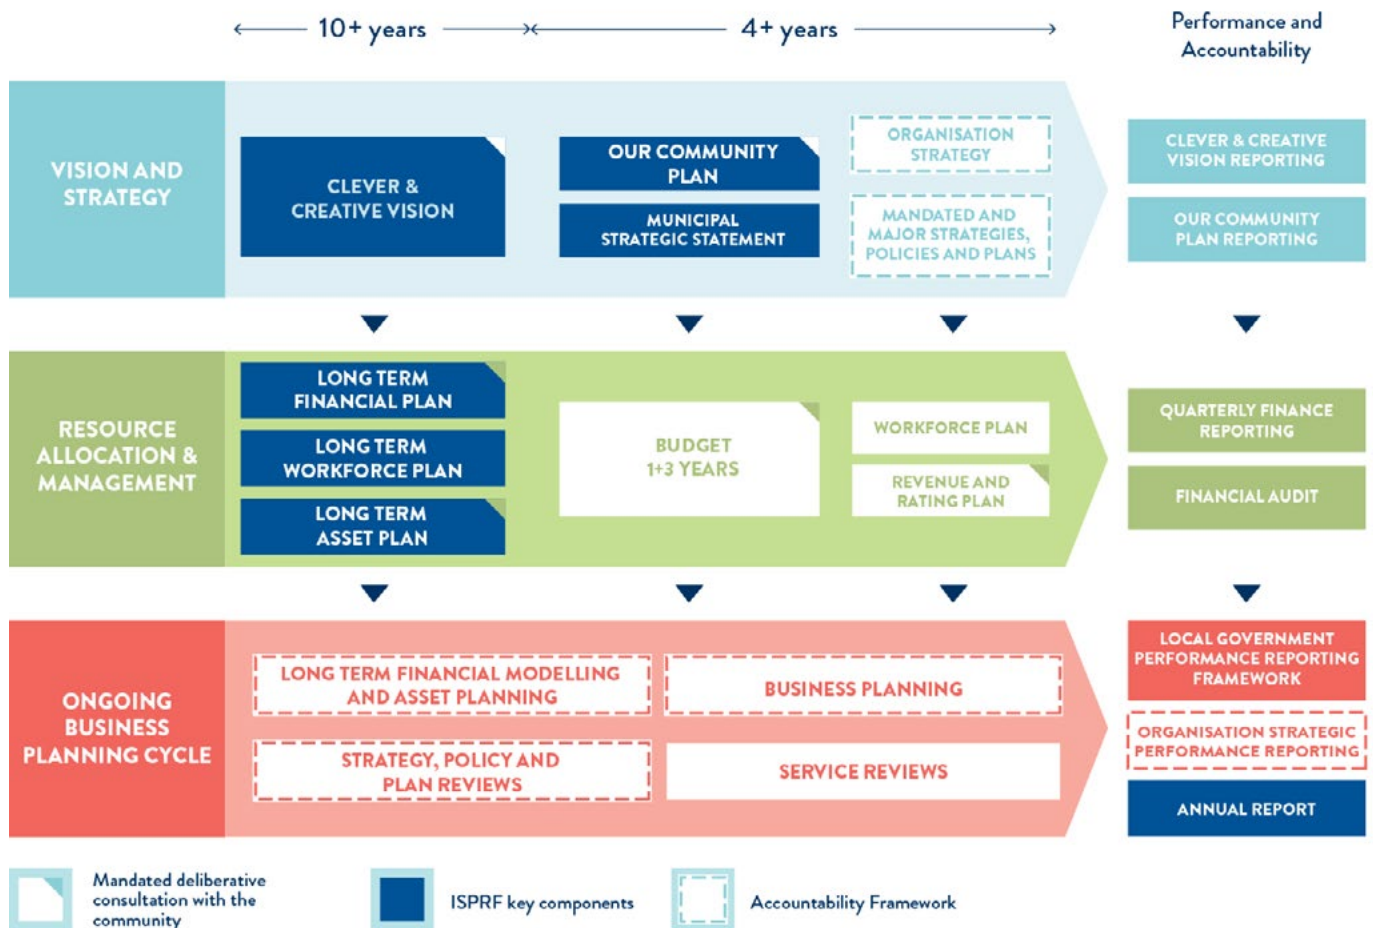 10+ years
4+ years
Performance and
Accountability
VISION AND
STRATEGY
CLEVER &
CREATIVE VISION
OUR COMMUNITY
PLAN
MUNICIPAL
STRATEGIC STATEMENT
ORGANISATION
STRATEGY
MANDATED AND
MAJOR STRATEGIES,
POLICIES AND PLANS
CLEVER & CREATIVE
VISION REPORTING
OUR COMMUNITY
PLAN REPORTING
RESOURCE
ALLOCATION &
MANAGEMENT
LONG TERM
FINANCIAL PLAN
LONG TERM
WORKFORCE PLAN
LONG TERM
ASSET PLAN
BUDGET
1+3 YEARS
WORKFORCE PLAN
REVENUE AND
RATING PLAN
QUARTERLY FINANCE
REPORTING
FINANCIAL AUDIT
ONGOING
BUSINESS
PLANNING CYCLE
LONG TERM FINANCIAL MODELLING
AND ASSET PLANNING
BUSINESS PLANNING
STRATEGY, POLICY AND
PLAN REVIEWS
SERVICE REVIEWS
LOCAL GOVERNMENT
PERFORMANCE REPORTING
FRAMEWORK
ORGANISATION STRATEGIC
PERFORMANCE REPORTING
ANNUAL REPORT
Mandated deliberative
consultation with the
community
ISPRF key components
Accountability Framework